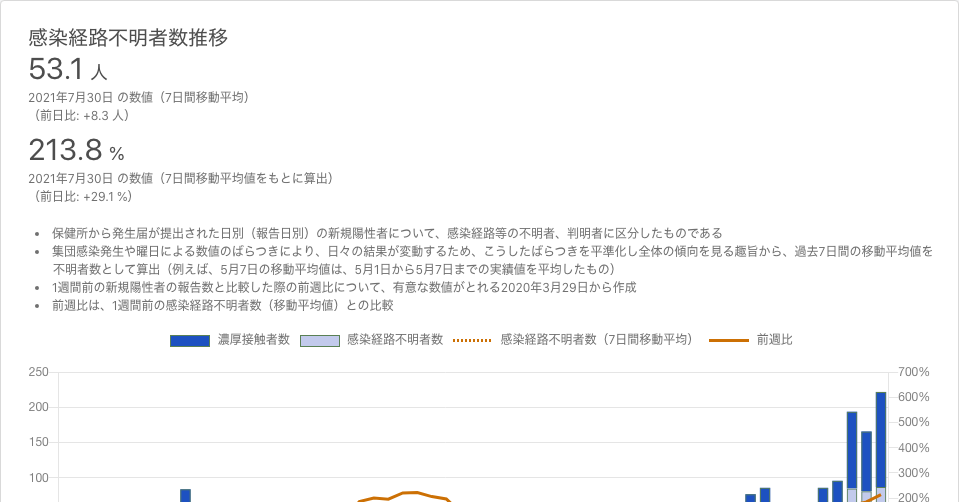 感染経路不明者数推移
53.1 人
2021年7月30日 の数値（7日間移動平均）
（前日比: +8.3 人）
213.8 %
2021年7月30日 の数値（7日間移動平均値をもとに算出）
（前日比: +29.1 %）
• 保健所から発生届が提出された日別（報告日別）の新規陽性者について、感染経路等の不明者、判明者に区分したものである
• 集団感染発生や曜日による数値のばらつきにより、日々の結果が変動するため、こうしたばらつきを平準化し全体の傾向を見る趣旨から、過去7日間の移動平均値を
不明者数として算出（例えば、5月7日の移動平均値は、5月1日から5月7日までの実績値を平均したもの）
• 1週間前の新規陽性者の報告数と比較した際の前週比について、有意な数値がとれる2020年3月29日から作成
• 前週比は、1週間前の感染経路不明者数（移動平均値）との比較
濃厚接触者数 感染経路不明者数 感染経路不明者数（7日間移動平均） 前週比
250 700%
600%
200
500%
150
400%
300%
100
200%